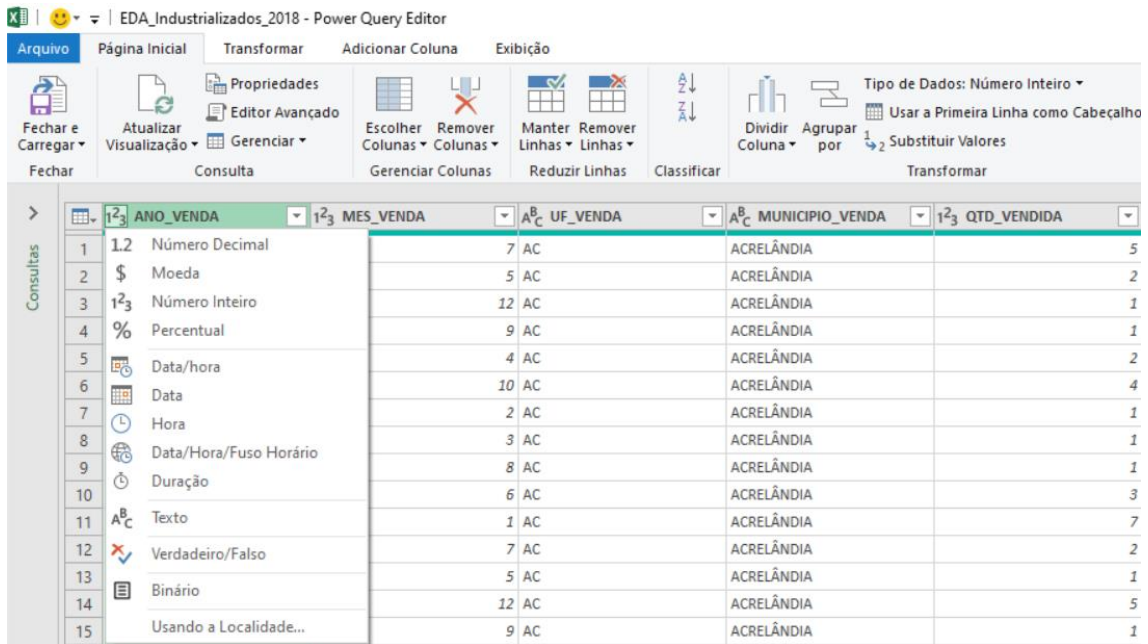 EDA_Industrializados_2018 - Power Query Editor
Arquivo Página Inicial Transformar Adicionar Coluna Exibição
Fechar e Carregar
Atualizar Visualização
Propriedades
Editor Avançado
Gerenciar
Escolher Colunas
Remover Colunas
Manter Linhas
Remover Linhas
Dividir Coluna
Agrupar por
Tipo de Dados: Número Inteiro
Usar a Primeira Linha como Cabeçalho
Substituir Valores
Fechar Consulta Gerenciar Colunas Reduzir Linhas Classificar Transformar
Consultas
ANO_VENDA MES_VENDA UF_VENDA MUNICIPIO_VENDA QTD_VENDIDA
1 7 AC ACRELÂNDIA 5
2 5 AC ACRELÂNDIA 2
3 12 AC ACRELÂNDIA 1
4 9 AC ACRELÂNDIA 1
5 4 AC ACRELÂNDIA 2
6 10 AC ACRELÂNDIA 4
7 2 AC ACRELÂNDIA 1
8 3 AC ACRELÂNDIA 1
9 8 AC ACRELÂNDIA 1
10 6 AC ACRELÂNDIA 3
11 1 AC ACRELÂNDIA 7
12 7 AC ACRELÂNDIA 2
13 5 AC ACRELÂNDIA 1
14 12 AC ACRELÂNDIA 5
15 9 AC ACRELÂNDIA 1
1.2 Número Decimal
$ Moeda
123 Número Inteiro
% Percentual
Data/hora
Data
Hora
Data/Hora/Fuso Horário
Duração
ABC Texto
Verdadeiro/Falso
Binário
Usando a Localidade...